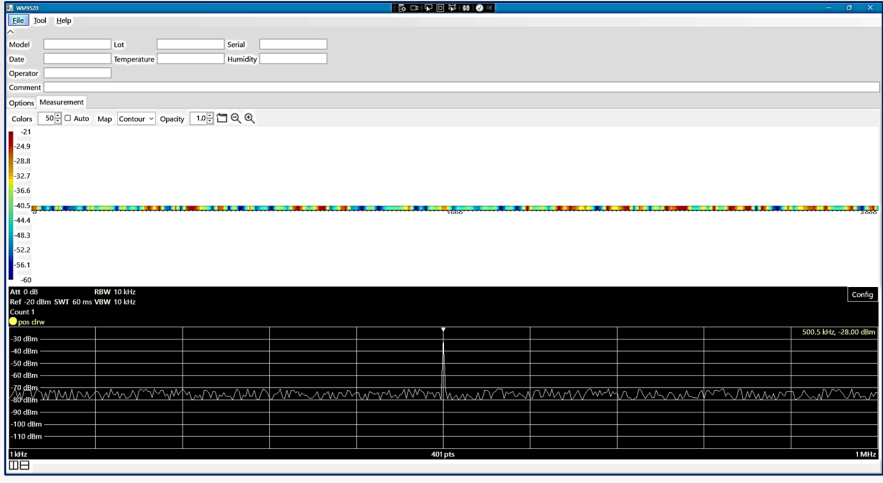 WM9520
File Tool Help
Model Lot Serial
Date Temperature Humidity
Operator
Comment
Options Measurement
Colors 50 Auto Map Contour Opacity 1.0
-21
-24.9
-28.8
-32.7
-36.6
-40.5
-44.4
-48.3
-52.2
-56.1
-60
0 1000 2000
Att 0 dB RBW 10 kHz
Ref -20 dBm SWT 60 ms VBW 10 kHz
Count 1
Config
pos clrw
500.5 kHz, -28.00 dBm
-30 dBm
-40 dBm
-50 dBm
-60 dBm
-70 dBm
-80 dBm
-90 dBm
-100 dBm
-110 dBm
1 kHz 401 pts 1 MHz